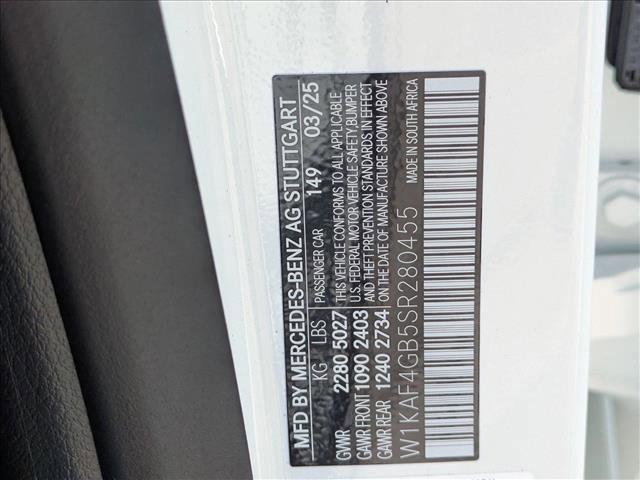 MFD BY MERCEDES-BENZ AG STUTTGART
KG LBS PASSENGER CAR 149 03/25
GVWR 2280 5027 THIS VEHICLE CONFORMS TO ALL APPLICABLE
U.S. FEDERAL MOTOR VEHICLE SAFETY,BUMPER
GAWR FRONT 1090 2403 AND THEFT PREVENTION STANDARDS IN EFFECT
GAWR REAR 1240 2734 ON THE DATE OF MANUFACTURE SHOWN ABOVE
W1KAF4GB5SR280455 MADE IN SOUTH AFRICA